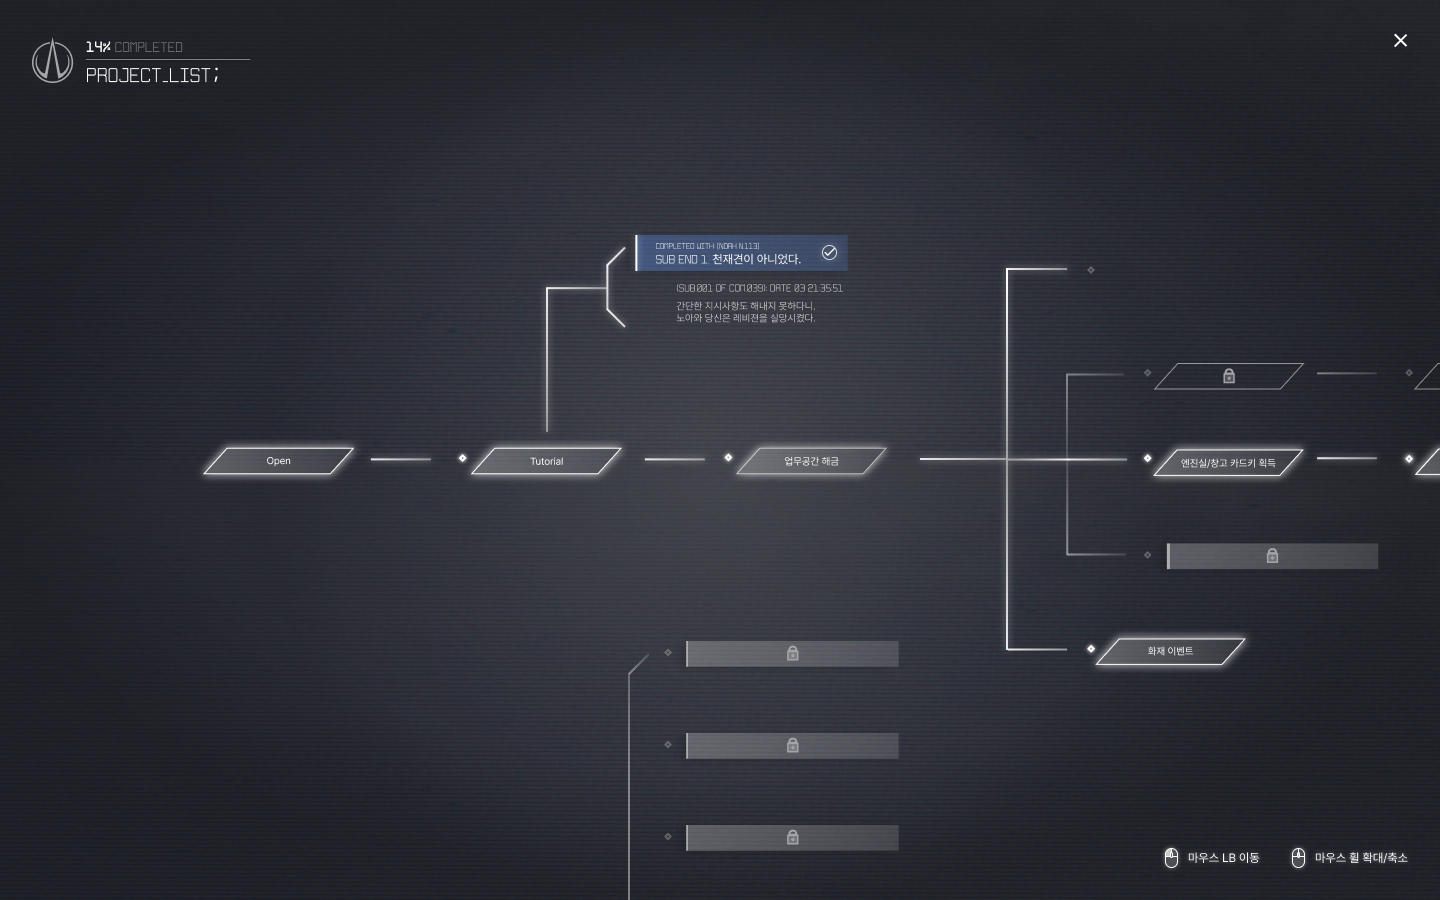 14% COMPLETED
PROJECT_LIST;
COMPLETED WITH (NOAH N.113)
SUB END 1. 천재견이 아니었다.
(SUB.001 OF COM.039): DATE 03 21:35:51
간단한 지시사항도 해내지 못하다니.
노아와 당신은 레비젼을 실망시켰다.
Open
Tutorial
업무공간 해금
엔진실/창고 카드키 획득
화재 이벤트
마우스 LB 이동
마우스 휠 확대/축소